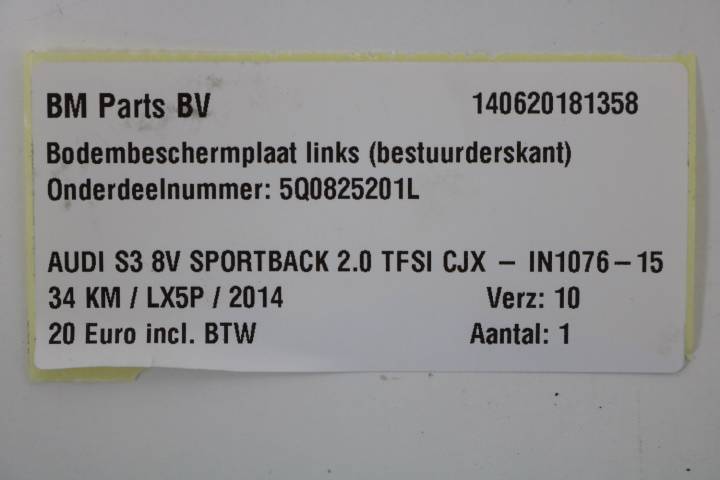 BM Parts BV 140620181358
Bodembeschermplaat links (bestuurderskant)
Onderdeelnummer: 5Q0825201L
AUDI S3 8V SPORTBACK 2.0 TFSI CJX – IN1076–15
34 KM / LX5P / 2014 Verz: 10
20 Euro incl. BTW Aantal: 1